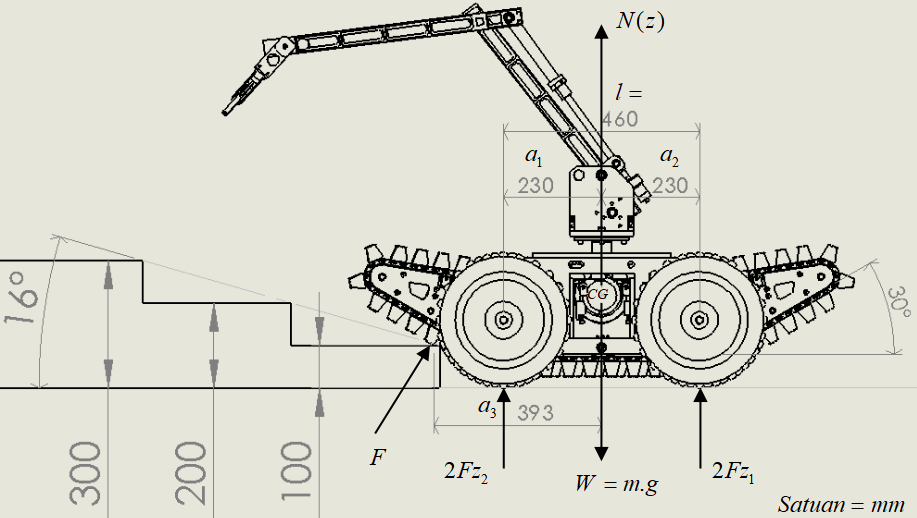 N(z)
l =
460
a₁
a₂
230
230
CG
16°
30°
a₃
393
F
2Fz₂
2Fz₁
W = m.g
300
200
100
Satuan = mm